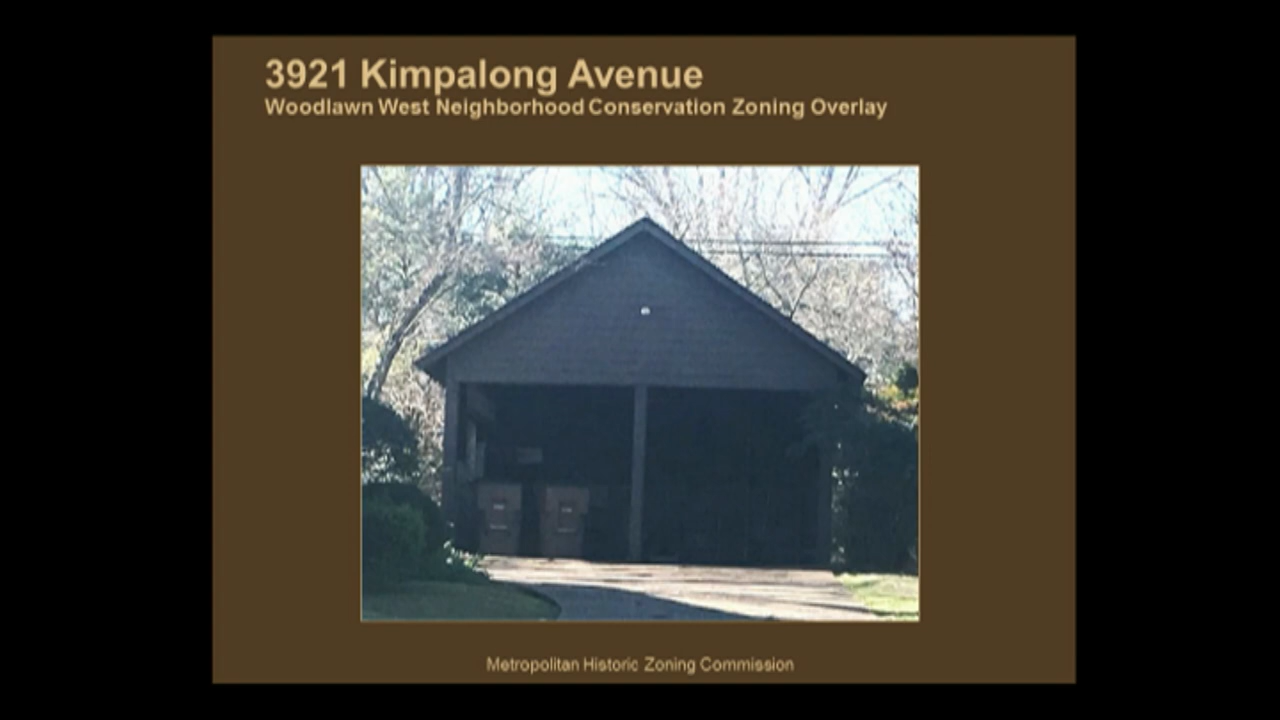 3921 Kimpalong Avenue
Woodlawn West Neighborhood Conservation Zoning Overlay
Metropolitan Historic Zoning Commission